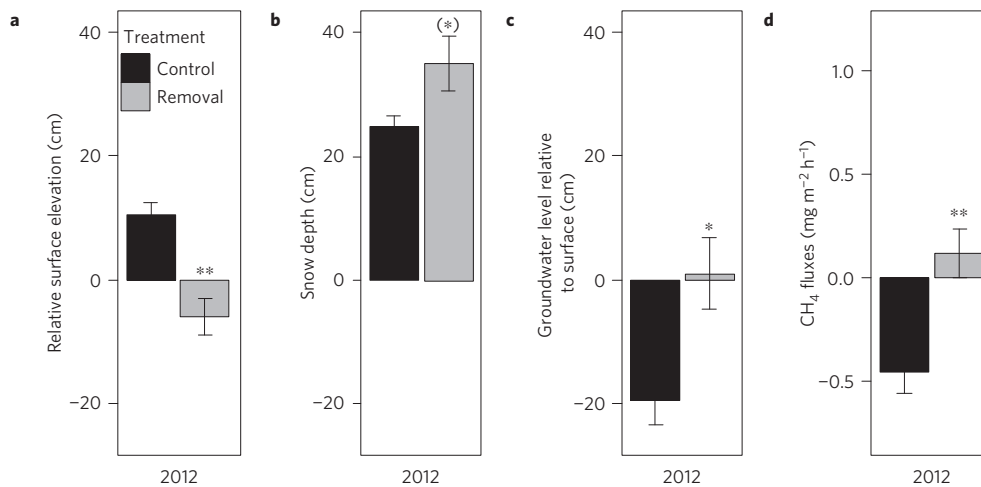 a
40
20
0
−20
Relative surface elevation (cm)
Treatment
Control
Removal
**
2012
b
40
20
0
−20
Snow depth (cm)
(*)
2012
c
40
20
0
−20
Groundwater level relative
to surface (cm)
*
2012
d
1.0
0.5
0.0
−0.5
CH₄ fluxes (mg m⁻² h⁻¹)
**
2012